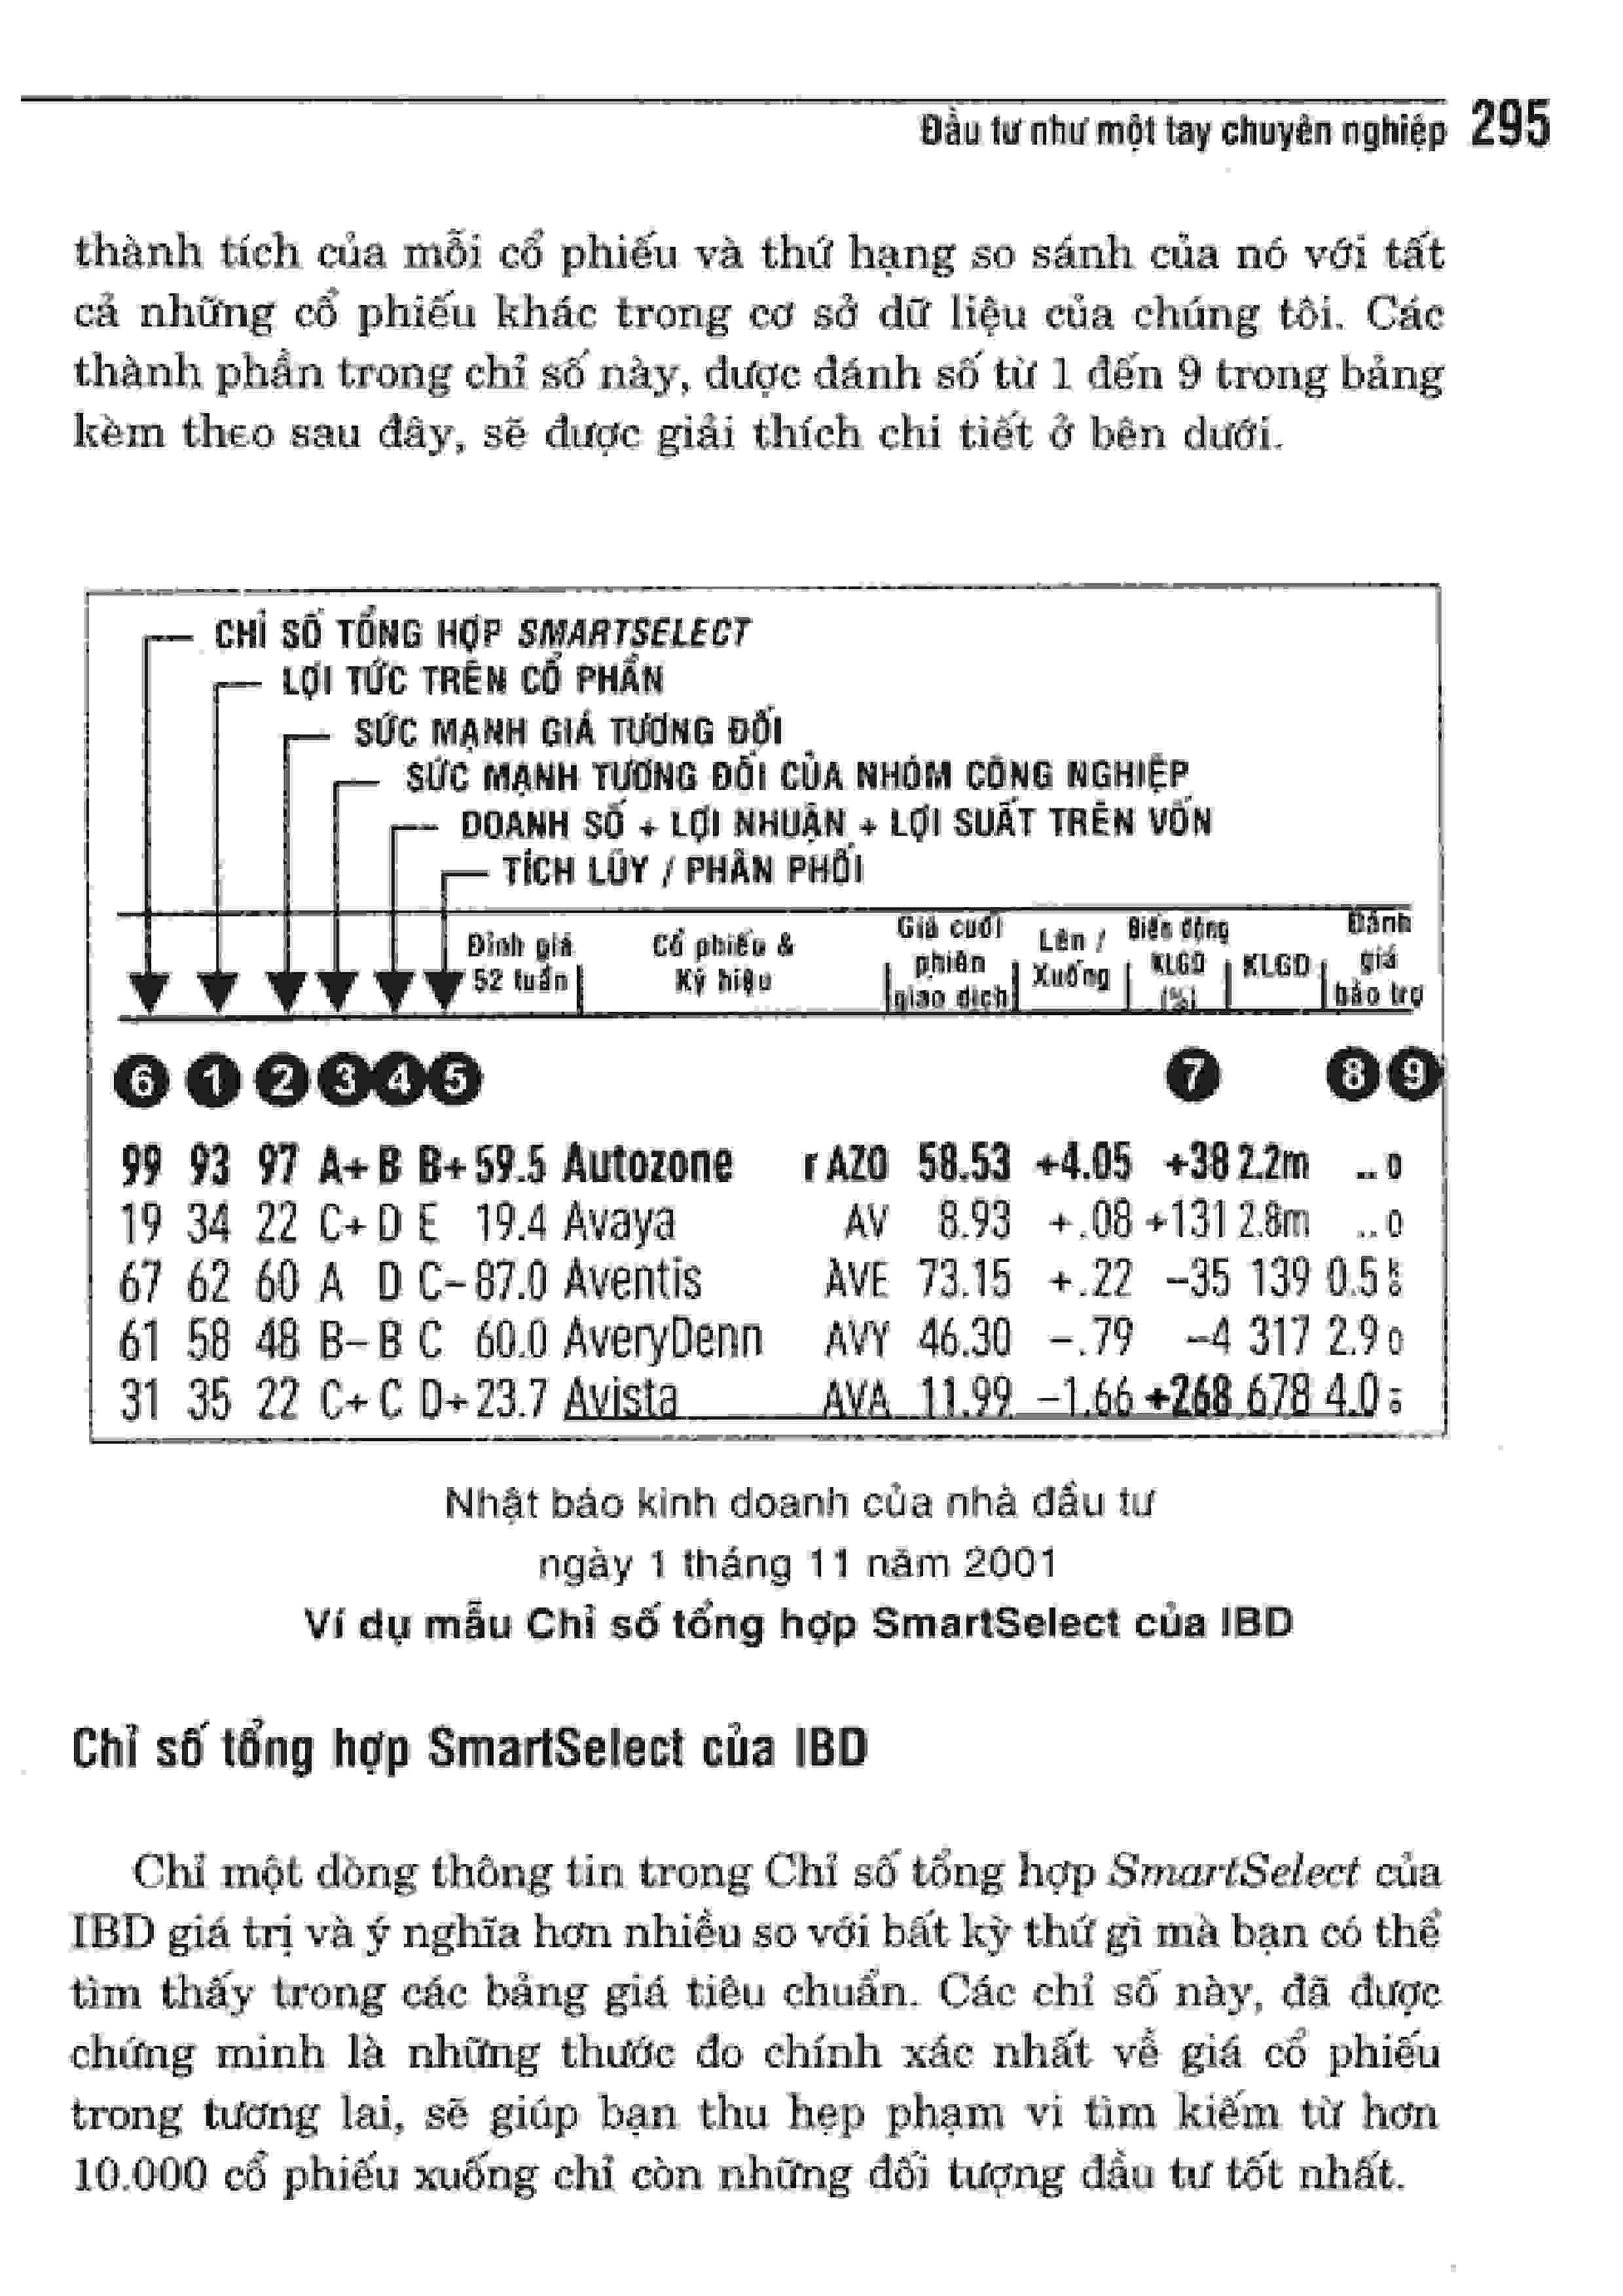 Đầu tư như một tay chuyên nghiệp 295
thành tích của mỗi cổ phiếu và thứ hạng so sánh của nó với tất
cả những cổ phiếu khác trong cơ sở dữ liệu của chúng tôi. Các
thành phần trong chỉ số này, được đánh số từ 1 đến 9 trong bảng
kèm theo sau đây, sẽ được giải thích chi tiết ở bên dưới.
CHỈ SỐ TỔNG HỢP SMARTSELECT
LỢI TỨC TRÊN CỔ PHẦN
SỨC MẠNH GIÁ TƯƠNG ĐỐI
SỨC MẠNH TƯƠNG ĐỐI CỦA NHÓM CÔNG NGHIỆP
DOANH SỐ + LỢI NHUẬN + LỢI SUẤT TRÊN VỐN
TÍCH LŨY / PHÂN PHỐI
Đỉnh giá 52 tuần
Cổ phiếu & Ký hiệu
Giá cuối phiên giao dịch
Lên / Xuống
Biến động KLGD (%)
KLGD
Đánh giá bảo trợ
6 1 2 3 4 5 7 8 9
99 93 97 A+ B B+ 59.5 Autozone r AZO 58.53 +4.05 +38 2.2m .. o
19 34 22 C+ D E 19.4 Avaya AV 8.93 +.08 +131 2.8m .. o
67 62 60 A D C– 87.0 Aventis AVE 73.15 +.22 –35 139 0.5
61 58 48 B– B C 60.0 AveryDenn AVY 46.30 –.79 –4 317 2.9 o
31 35 22 C+ C D+ 23.7 Avista AVA 11.99 –1.66 +268 678 4.0
Nhật báo kinh doanh của nhà đầu tư
ngày 1 tháng 11 năm 2001
Ví dụ mẫu Chỉ số tổng hợp SmartSelect của IBD
Chỉ số tổng hợp SmartSelect của IBD
Chỉ một dòng thông tin trong Chỉ số tổng hợp SmartSelect của
IBD giá trị và ý nghĩa hơn nhiều so với bất kỳ thứ gì mà bạn có thể
tìm thấy trong các bảng giá tiêu chuẩn. Các chỉ số này, đã được
chứng minh là những thước đo chính xác nhất về giá cổ phiếu
trong tương lai, sẽ giúp bạn thu hẹp phạm vi tìm kiếm từ hơn
10.000 cổ phiếu xuống chỉ còn những đối tượng đầu tư tốt nhất.